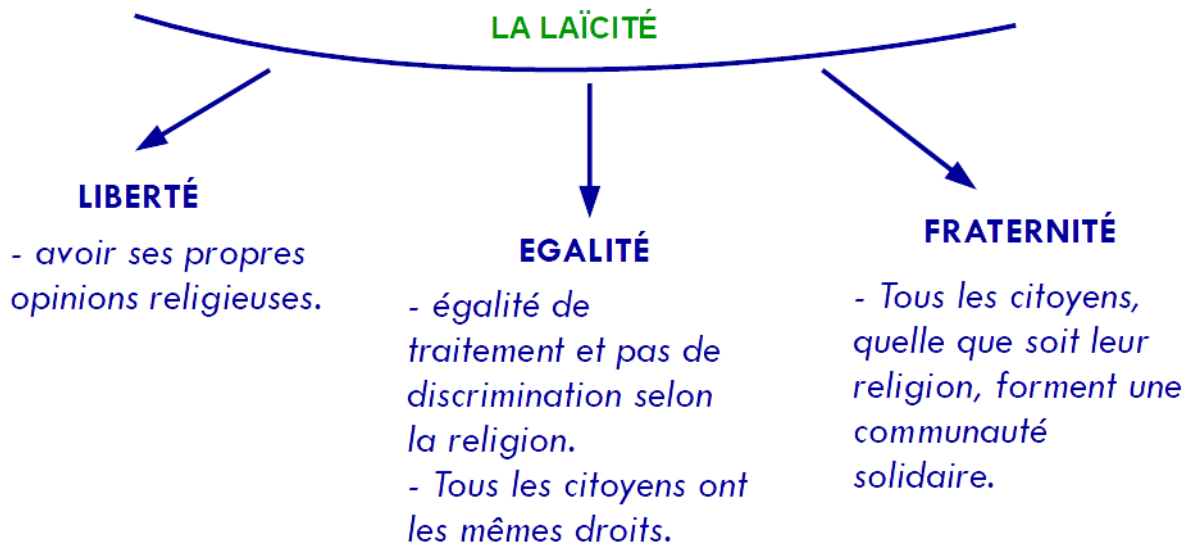 LA LAÏCITÉ
LIBERTÉ
- avoir ses propres
opinions religieuses.
EGALITÉ
- égalité de
traitement et pas de
discrimination selon
la religion.
- Tous les citoyens ont
les mêmes droits.
FRATERNITÉ
- Tous les citoyens,
quelle que soit leur
religion, forment une
communauté
solidaire.